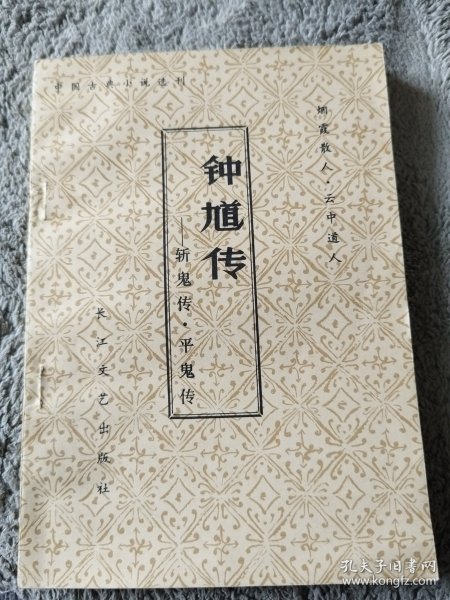 中国古典小说选刊
烟霞散人·云中道人
钟馗传
——斩鬼传·平鬼传
长江文艺出版社
孔夫子旧书网
www.kongfz.com